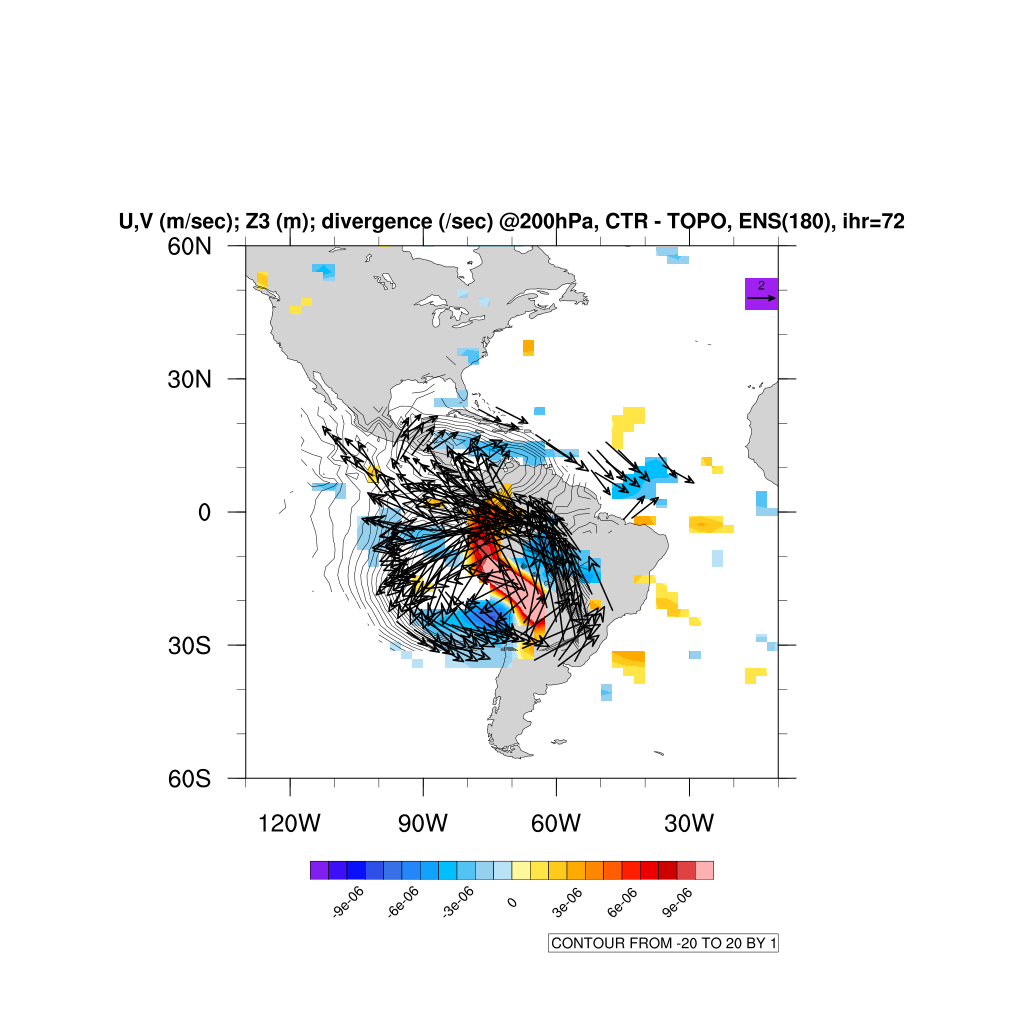 U,V (m/sec); Z3 (m); divergence (/sec) @200hPa, CTR - TOPO, ENS(180), ihr=72
60N
2
30N
0
30S
60S
120W 90W 60W 30W
-9e-06 -6e-06 -3e-06 0 3e-06 6e-06 9e-06
CONTOUR FROM -20 TO 20 BY 1